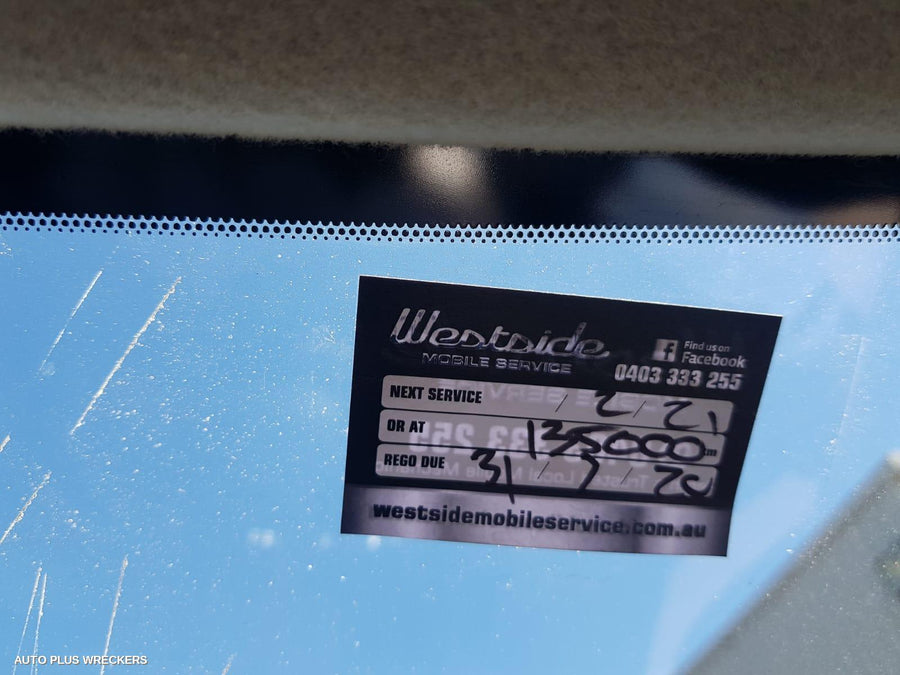 Westside
MOBILE SERVICE
Find us on
Facebook
0403 333 255
NEXT SERVICE / 2 / 21
OR AT 135000 km
REGO DUE 31 / 7 / 20
westsidemobileservice.com.au
AUTO PLUS WRECKERS